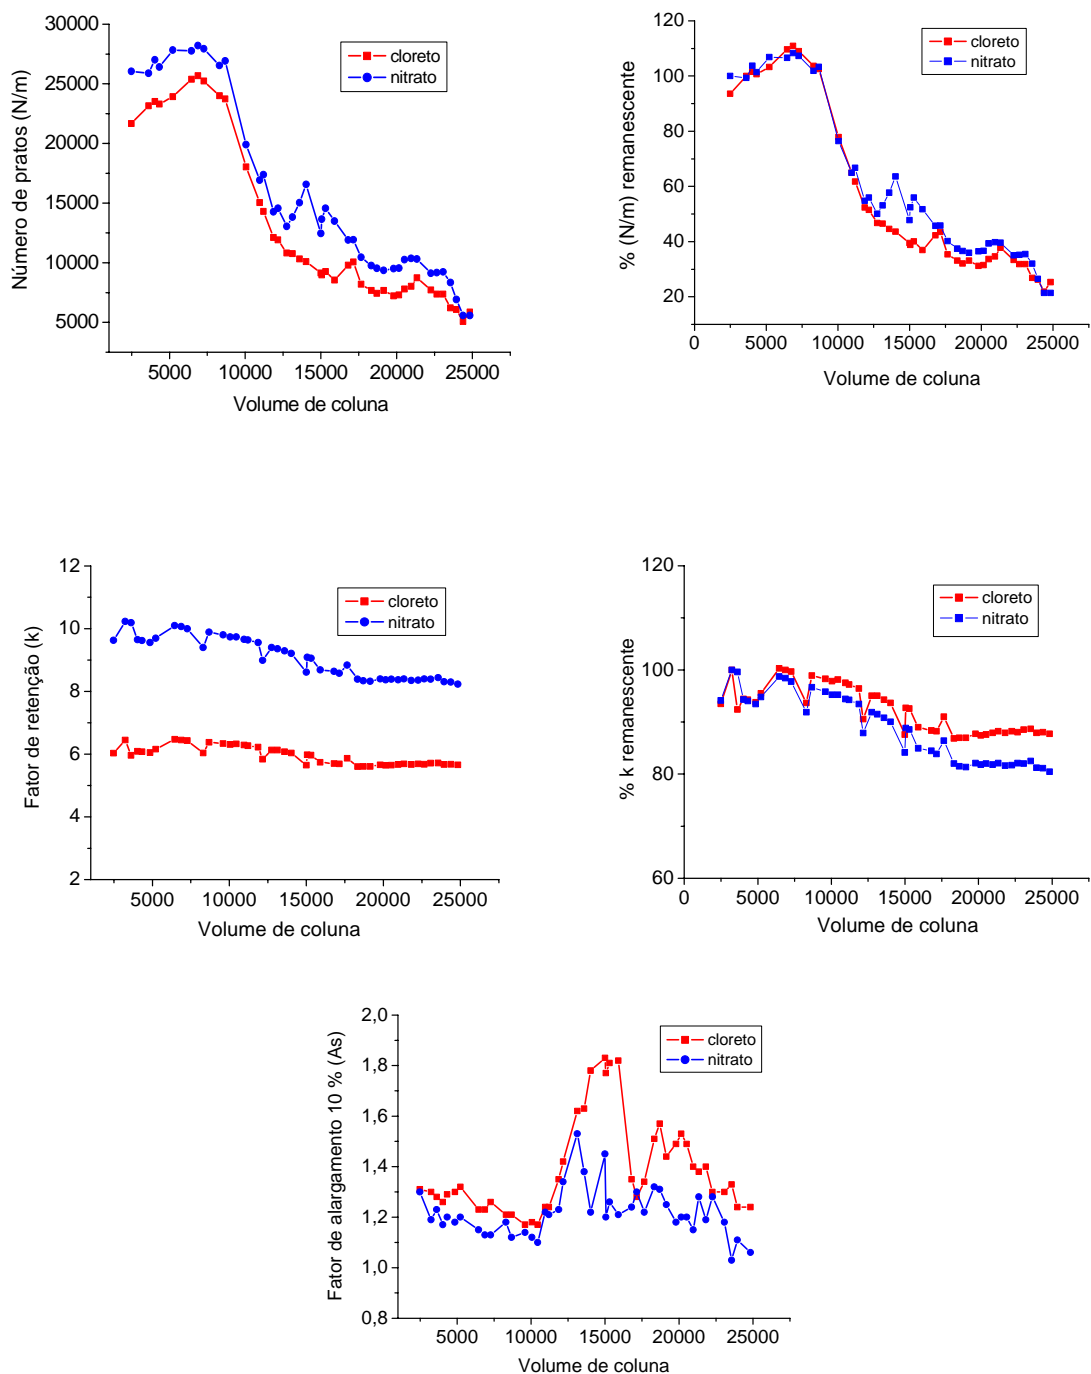 30000
25000
20000
15000
10000
5000
Número de pratos (N/m)
cloreto
nitrato
5000 10000 15000 20000 25000
Volume de coluna
120
100
80
60
40
20
% (N/m) remanescente
cloreto
nitrato
0 5000 10000 15000 20000 25000
Volume de coluna
12
10
8
6
4
2
Fator de retenção (k)
cloreto
nitrato
5000 10000 15000 20000 25000
Volume de coluna
120
100
80
60
% k remanescente
cloreto
nitrato
0 5000 10000 15000 20000 25000
Volume de coluna
2,0
1,8
1,6
1,4
1,2
1,0
0,8
Fator de alargamento 10 % (As)
cloreto
nitrato
5000 10000 15000 20000 25000
Volume de coluna